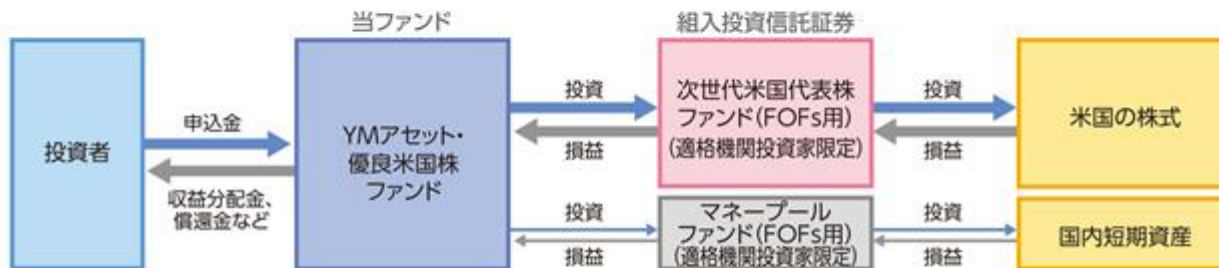 当ファンド
組入投資信託証券
投資者
申込金
収益分配金、
償還金など
YMアセット・
優良米国株
ファンド
投資
損益
投資
損益
次世代米国代表株
ファンド(FOFs用)
(適格機関投資家限定)
マネープール
ファンド(FOFs用)
(適格機関投資家限定)
投資
損益
投資
損益
米国の株式
国内短期資産